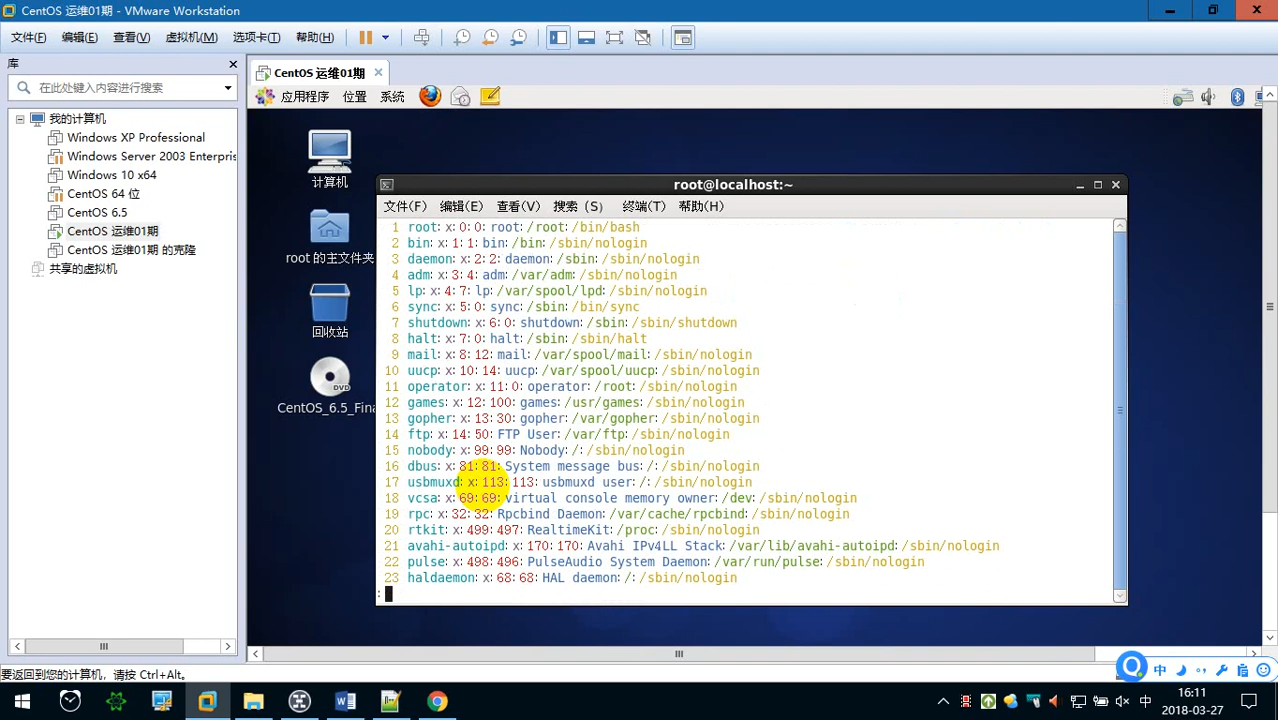 CentOS 运维01期 - VMware Workstation
文件(F) 编辑(E) 查看(V) 虚拟机(M) 选项卡(T) 帮助(H)
库
在此处键入内容进行搜索
我的计算机
Windows XP Professional
Windows Server 2003 Enterpris
Windows 10 x64
CentOS 64 位
CentOS 6.5
CentOS 运维01期
CentOS 运维01期 的克隆
共享的虚拟机
CentOS 运维01期
应用程序 位置 系统
计算机
root 的主文件夹
回收站
DVD
CentOS_6.5_Fina
root@localhost:~
文件(F) 编辑(E) 查看(V) 搜索 (S) 终端(T) 帮助(H)
1 root:x:0:0:root:/root:/bin/bash
2 bin:x:1:1:bin:/bin:/sbin/nologin
3 daemon:x:2:2:daemon:/sbin:/sbin/nologin
4 adm:x:3:4:adm:/var/adm:/sbin/nologin
5 lp:x:4:7:lp:/var/spool/lpd:/sbin/nologin
6 sync:x:5:0:sync:/sbin:/bin/sync
7 shutdown:x:6:0:shutdown:/sbin:/sbin/shutdown
8 halt:x:7:0:halt:/sbin:/sbin/halt
9 mail:x:8:12:mail:/var/spool/mail:/sbin/nologin
10 uucp:x:10:14:uucp:/var/spool/uucp:/sbin/nologin
11 operator:x:11:0:operator:/root:/sbin/nologin
12 games:x:12:100:games:/usr/games:/sbin/nologin
13 gopher:x:13:30:gopher:/var/gopher:/sbin/nologin
14 ftp:x:14:50:FTP User:/var/ftp:/sbin/nologin
15 nobody:x:99:99:Nobody:/:/sbin/nologin
16 dbus:x:81:81:System message bus:/:/sbin/nologin
17 usbmuxd:x:113:113:usbmuxd user:/:/sbin/nologin
18 vcsa:x:69:69:virtual console memory owner:/dev:/sbin/nologin
19 rpc:x:32:32:Rpcbind Daemon:/var/cache/rpcbind:/sbin/nologin
20 rtkit:x:499:497:RealtimeKit:/proc:/sbin/nologin
21 avahi-autoipd:x:170:170:Avahi IPv4LL Stack:/var/lib/avahi-autoipd:/sbin/nologin
22 pulse:x:498:496:PulseAudio System Daemon:/var/run/pulse:/sbin/nologin
23 haldaemon:x:68:68:HAL daemon:/:/sbin/nologin
:
要返回到您的计算机，请按 Ctrl+Alt。
中
中
16:11
2018-03-27